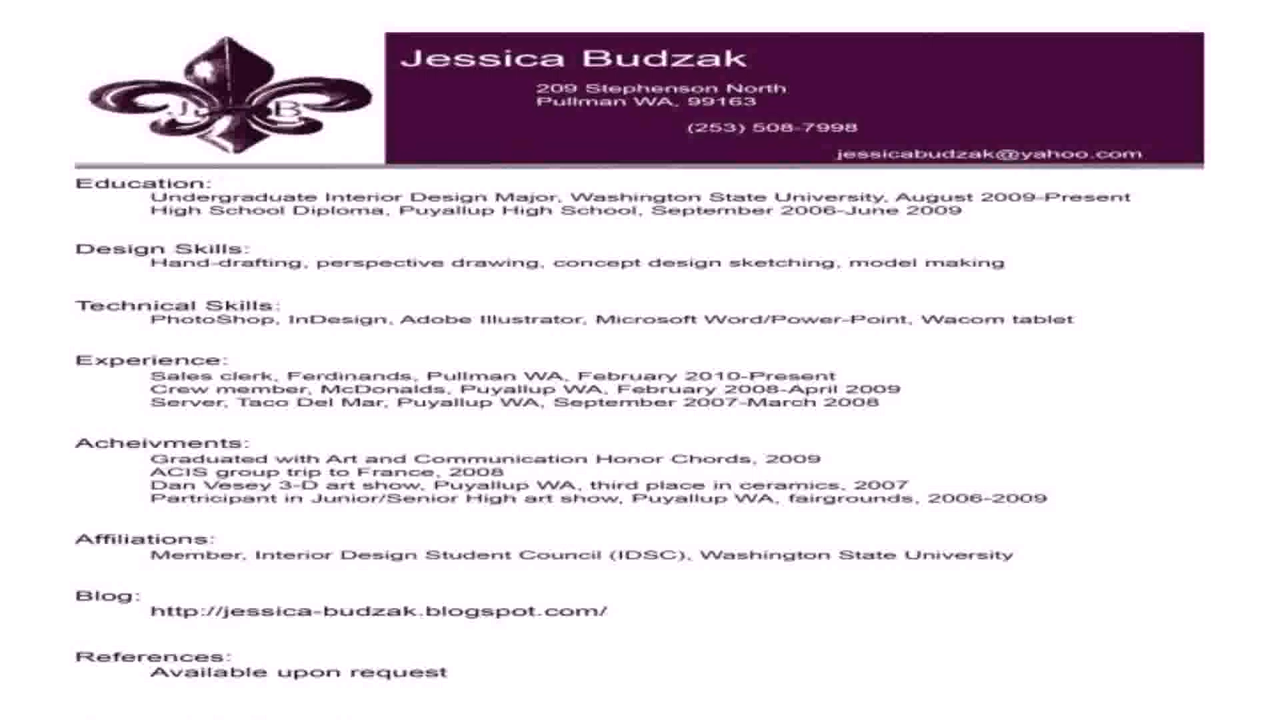 J B
Jessica Budzak
209 Stephenson North
Pullman WA, 99163
(253) 508-7998
jessicabudzak@yahoo.com
Education:
Undergraduate Interior Design Major, Washington State University, August 2009-Present
High School Diploma, Puyallup High School, September 2006-June 2009
Design Skills:
Hand-drafting, perspective drawing, concept design sketching, model making
Technical Skills:
PhotoShop, InDesign, Adobe Illustrator, Microsoft Word/Power-Point, Wacom tablet
Experience:
Sales clerk, Ferdinands, Pullman WA, February 2010-Present
Crew member, McDonalds, Puyallup WA, February 2008-April 2009
Server, Taco Del Mar, Puyallup WA, September 2007-March 2008
Acheivments:
Graduated with Art and Communication Honor Chords, 2009
ACIS group trip to France, 2008
Dan Vesey 3-D art show, Puyallup WA, third place in ceramics, 2007
Partricipant in Junior/Senior High art show, Puyallup WA, fairgrounds, 2006-2009
Affiliations:
Member, Interior Design Student Council (IDSC), Washington State University
Blog:
http://jessica-budzak.blogspot.com/
References:
Available upon request